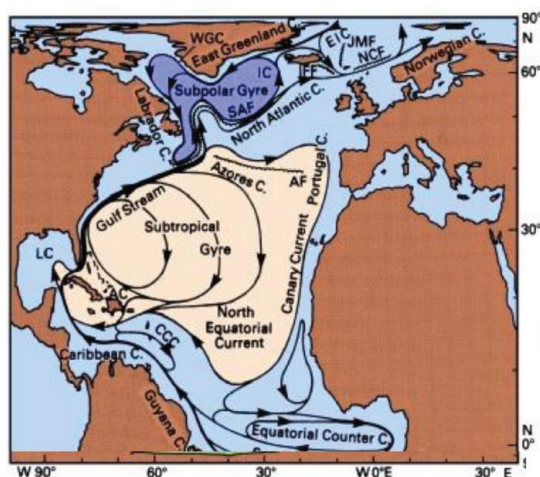 90°
N
60°
30°
N
0°
WGC
East Greenland C.
EIC
JMF
NCF
Norwegian C.
IFF
IC
Subpolar Gyre
SAF
North Atlantic C.
Labrador C.
Azores C.
AF
Portugal C.
Gulf Stream
Subtropical
Gyre
Canary Current
LC
AC
North
Equatorial
Current
CCC
Caribbean C.
Guyana C.
Equatorial Counter C.
W 90°
60°
30°
W 0°E
30° E